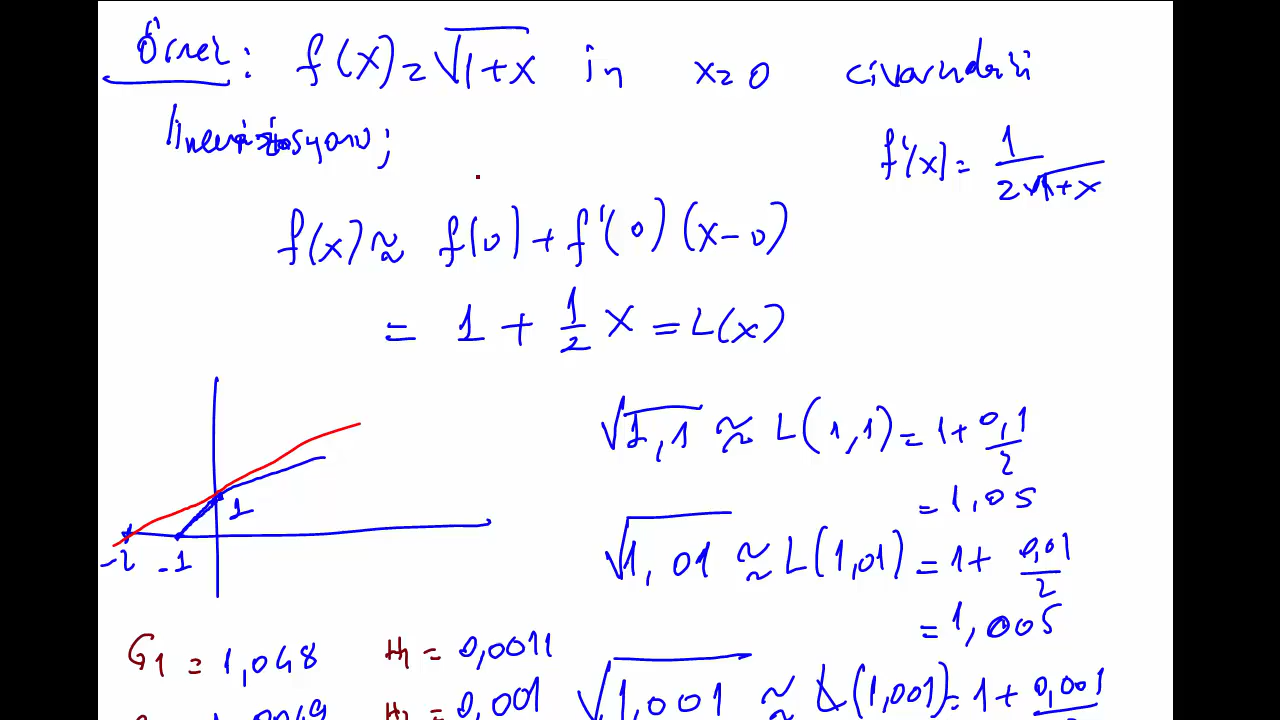 Örnek: f(x)=√1+x in x=0 civarındaki
linearizasyonu;
f'(x)= 1/2√1+x
f(x) ≈ f(0)+f'(0)(x-0)
= 1 + 1/2 x = L(x)
√1,1 ≈ L(1,1) = 1+ 0,1/2
= 1,05
1
-2 -1
√1,01 ≈ L(1,01) = 1+ 0,01/2
= 1,005
G1 = 1,048 H1 = 0,0011
√1,001 ≈ L(1,001) = 1+ 0,001
= 0,001